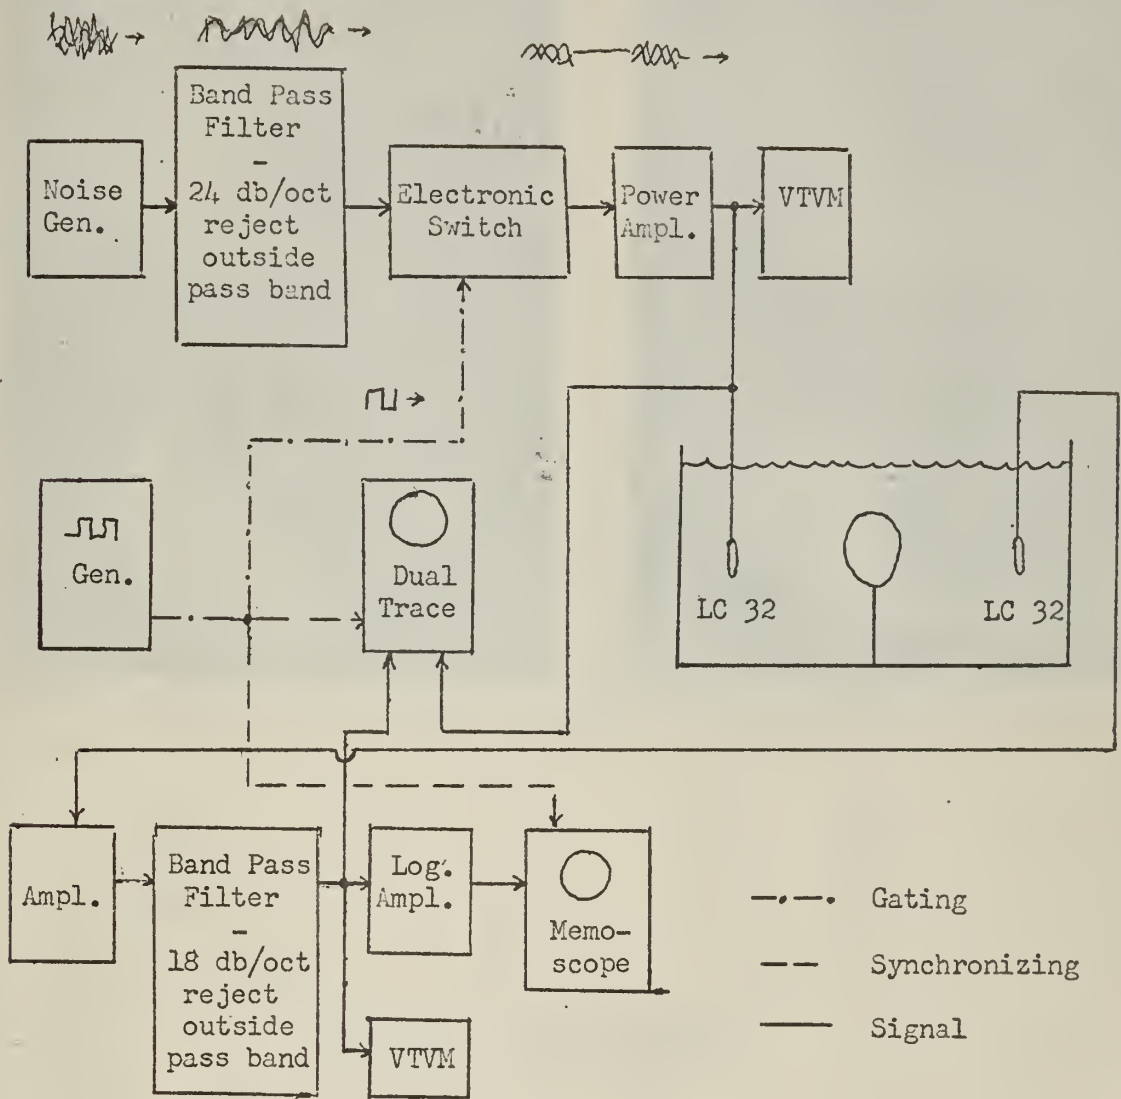 Noise
Gen.
Band Pass
Filter
-
24 db/oct
reject
outside
pass band
Electronic
Switch
Power
Ampl.
VTVM
Gen.
Dual
Trace
LC 32
LC 32
Ampl.
Band Pass
Filter
-
18 db/oct
reject
outside
pass band
Log.
Ampl.
VTVM
Memo-
scope
Gating
Synchronizing
Signal